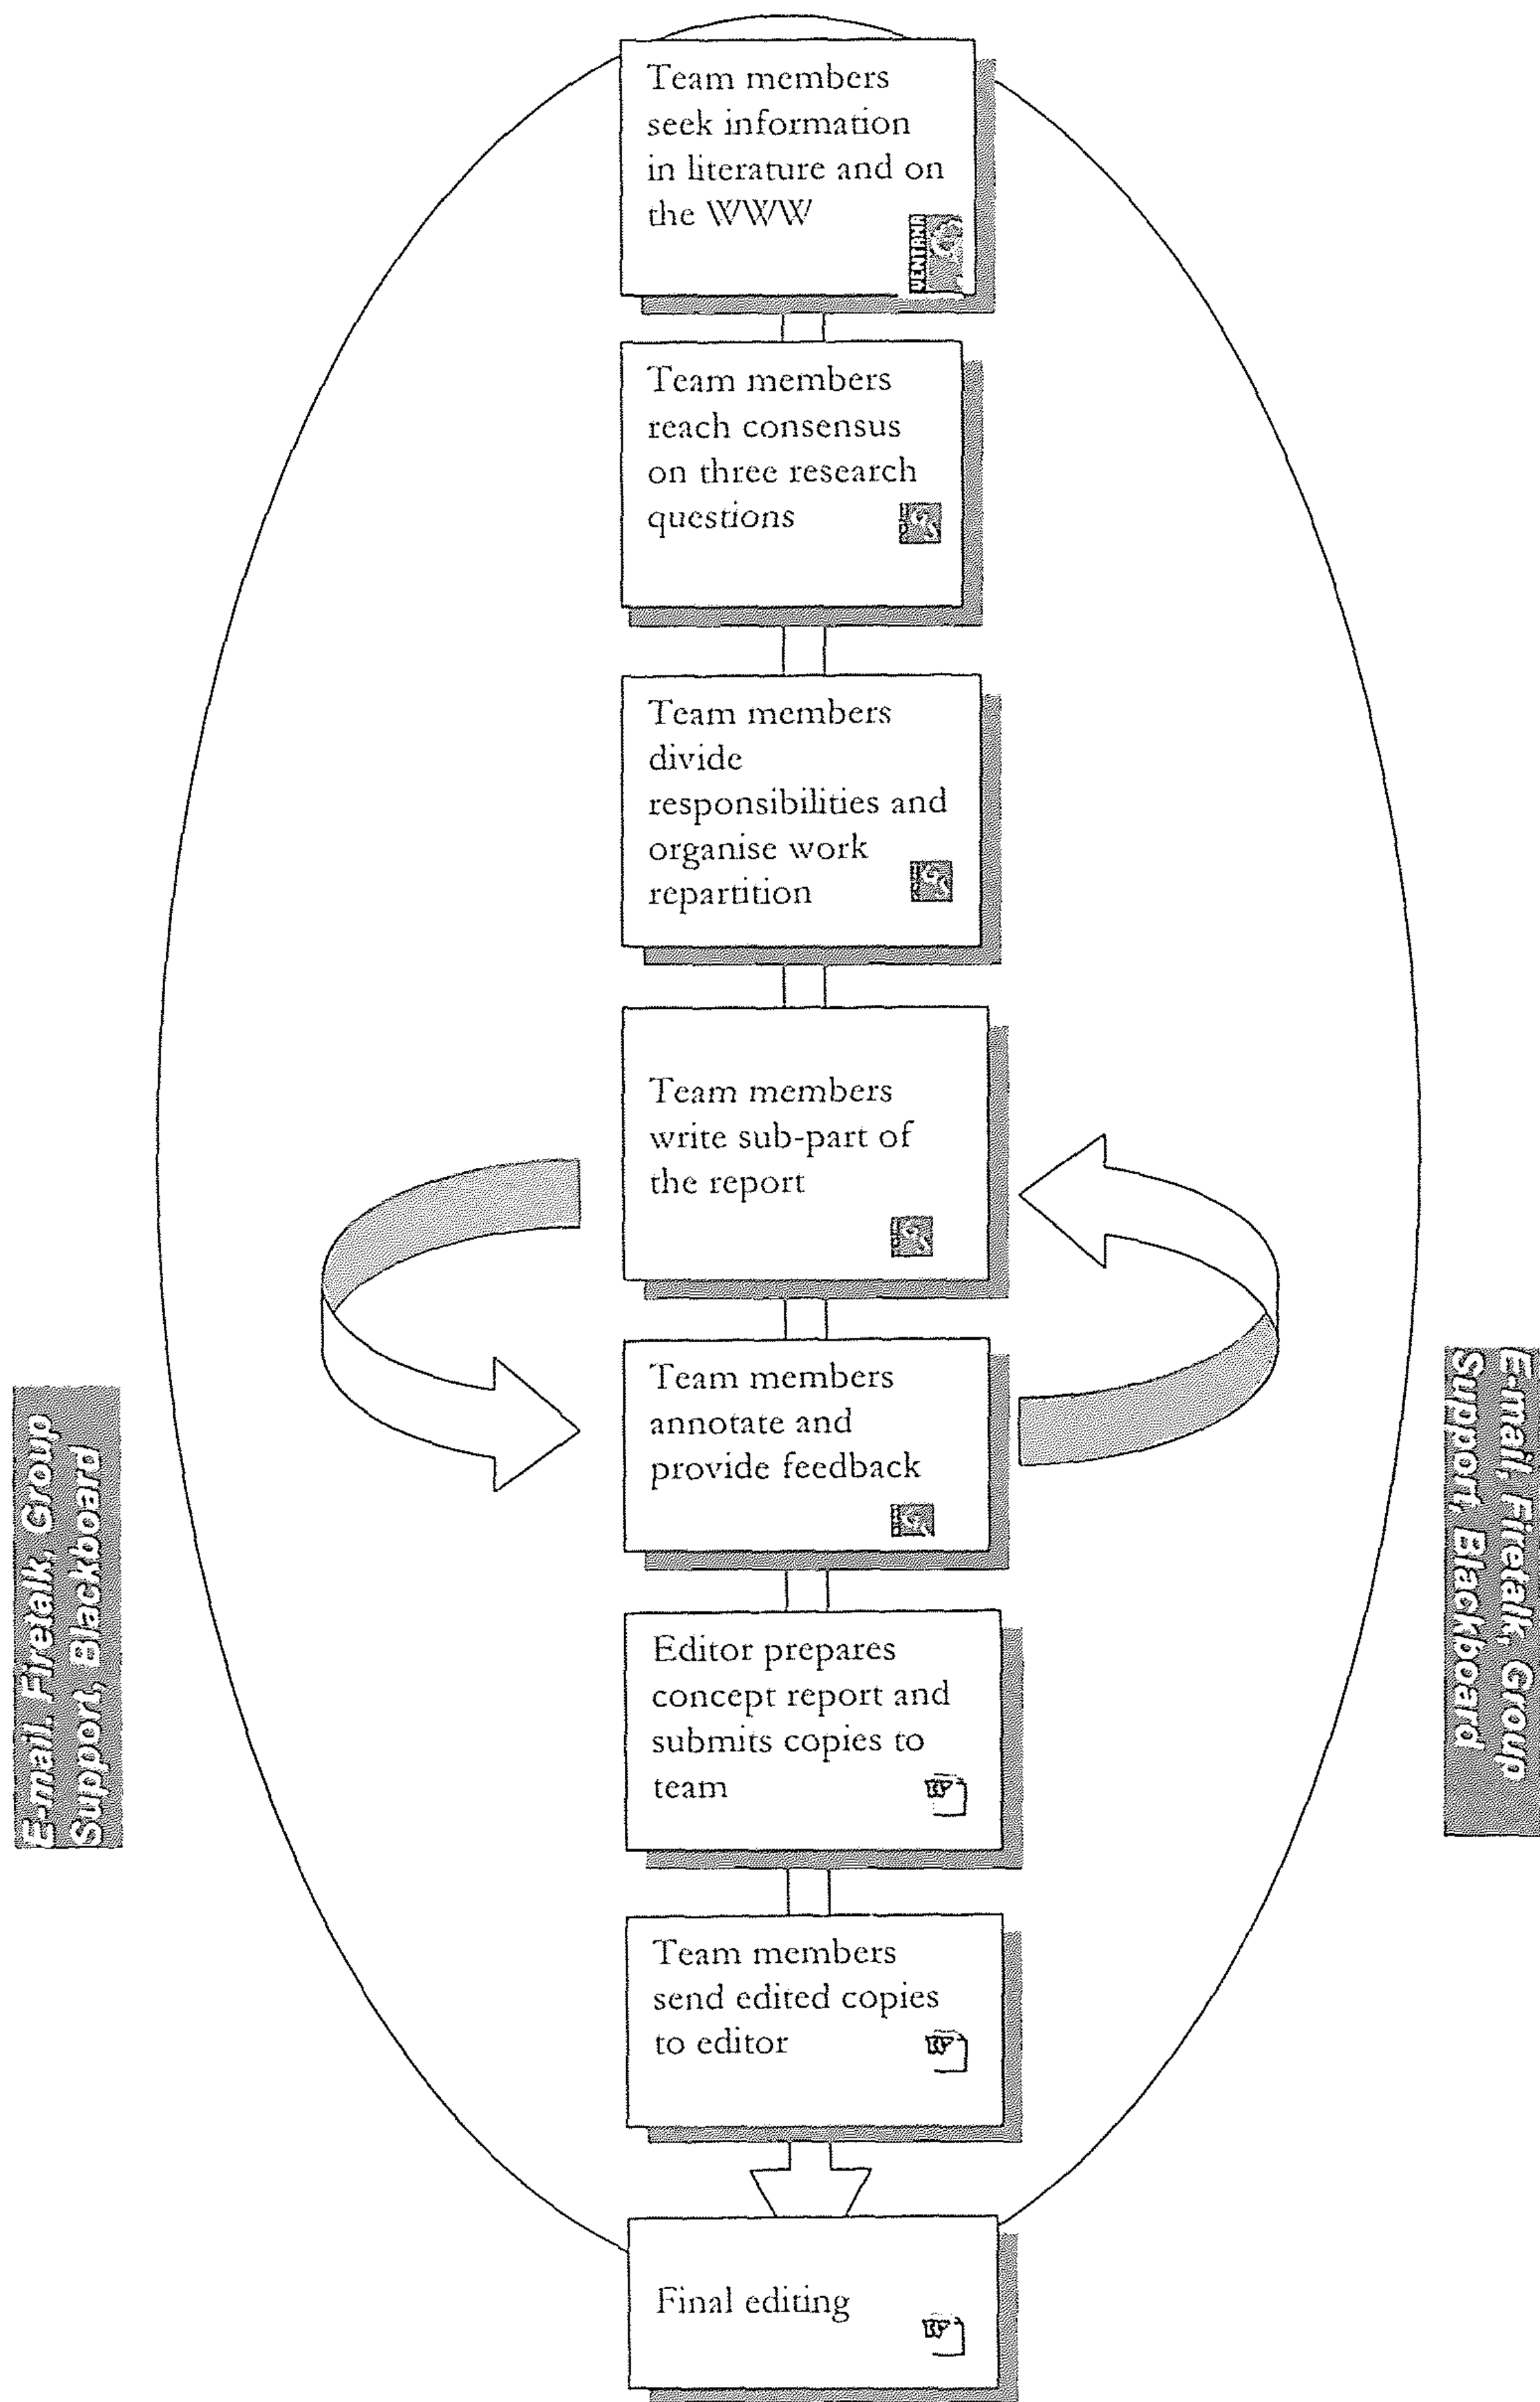 Team members
seek information
in literature and on
the WWW
VENTANA
Team members
reach consensus
on three research
questions
Team members
divide
responsibilities and
organise work
repartition
Team members
write sub-part of
the report
Team members
annotate and
provide feedback
Editor prepares
concept report and
submits copies to
team
Team members
send edited copies
to editor
Final editing
E-mail. Firetalk, Group
Support, Blackboard
E-mail, Firetalk, Group
Support, Blackboard